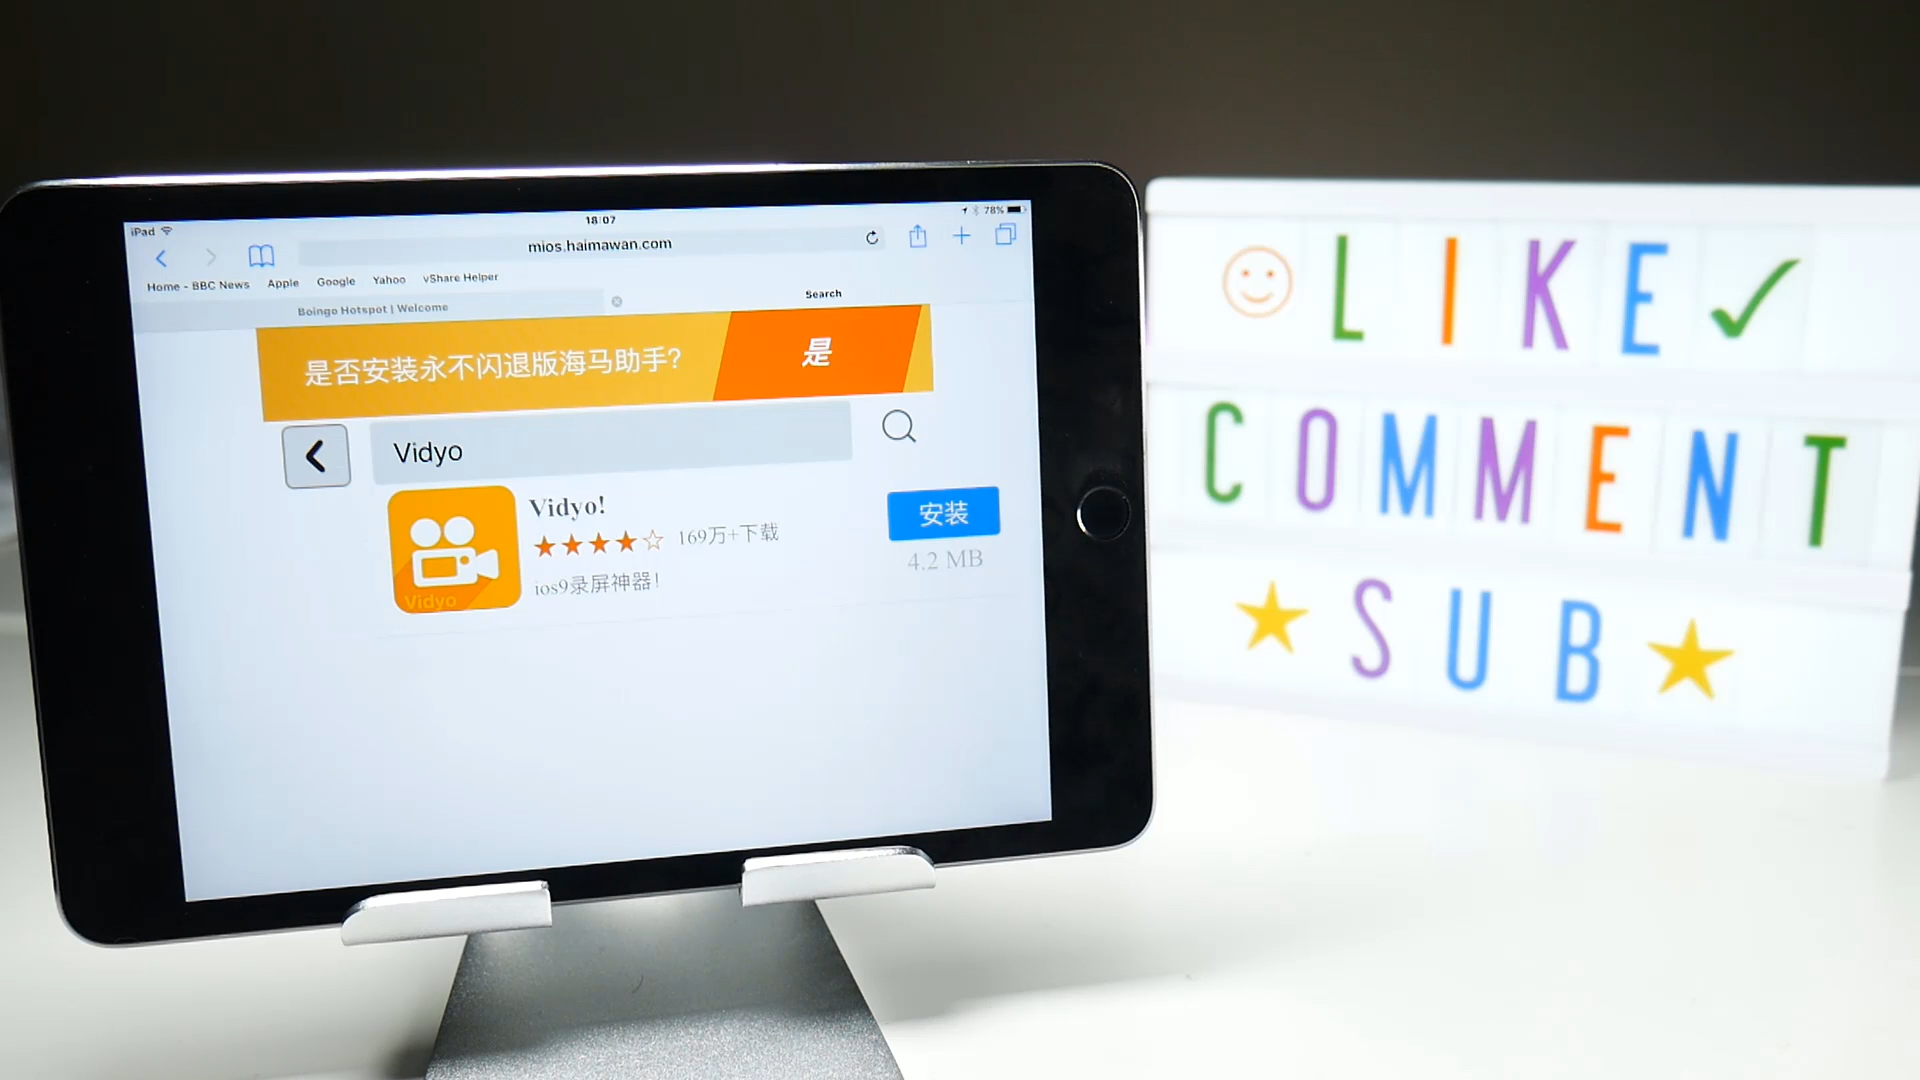 iPad
18:07
78%
mios.haimawan.com
Home - BBC News Apple Google Yahoo vShare Helper
Boingo Hotspot | Welcome
Search
是否安装永不闪退版海马助手?
是
Vidyo
Vidyo!
169万+下载
ios9录屏神器!
Vidyo
安装
4.2 MB
LIKE
COMMENT
SUB